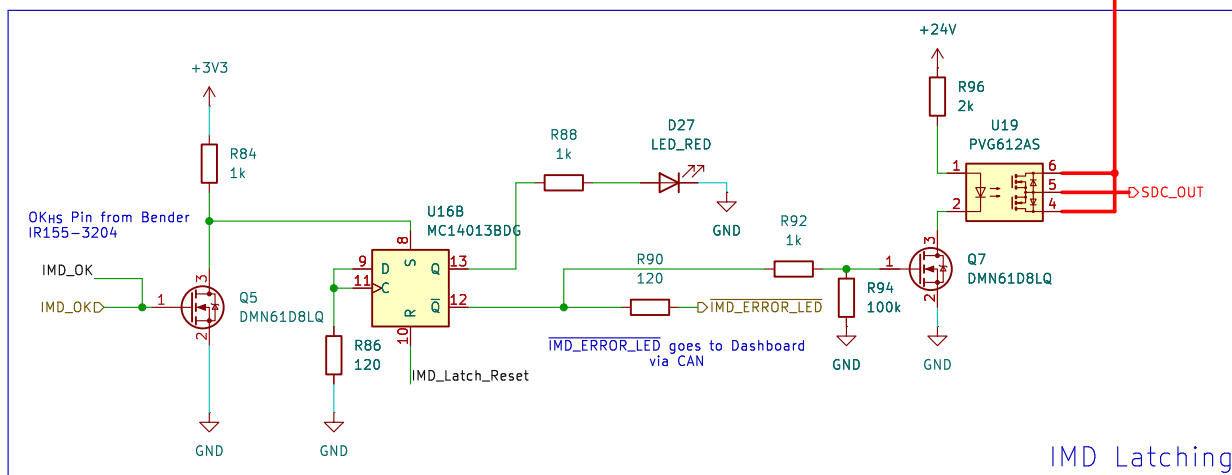 +24V
+3V3
R96
2k
U19
PVG612AS
D27
LED_RED
R88
1k
R84
1k
1
2
6
5
4
SDC_OUT
OKHS Pin from Bender
IR155-3204
U16B
MC14013BDG
GND
R92
1k
8
S
9
D
Q
13
11
C
Q
12
R
10
R90
120
1
3
2
Q7
DMN61D8LQ
R94
100k
IMD_OK
IMD_OK
1
3
2
Q5
DMN61D8LQ
IMD_ERROR_LED
IMD_ERROR_LED goes to Dashboard
via CAN
R86
120
IMD_Latch_Reset
GND
GND
GND
GND
IMD Latching